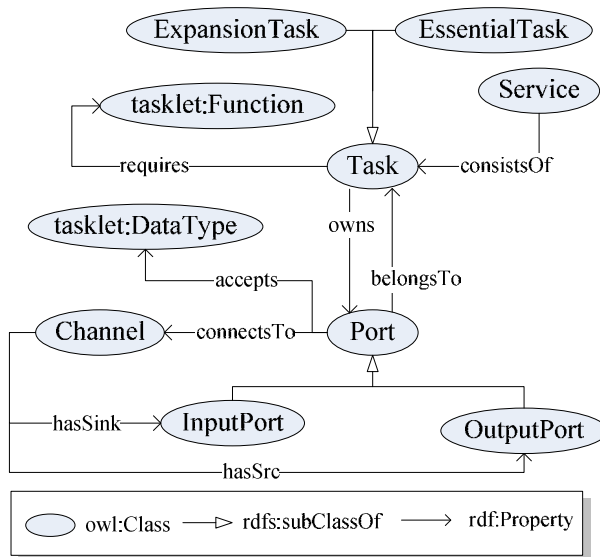 ExpansionTask
EssentialTask
tasklet:Function
Service
requires
Task
consistsOf
tasklet:DataType
owns
accepts
belongsTo
Channel
connectsTo
Port
hasSink
InputPort
OutputPort
hasSrc
owl:Class
rdfs:subClassOf
rdf:Property